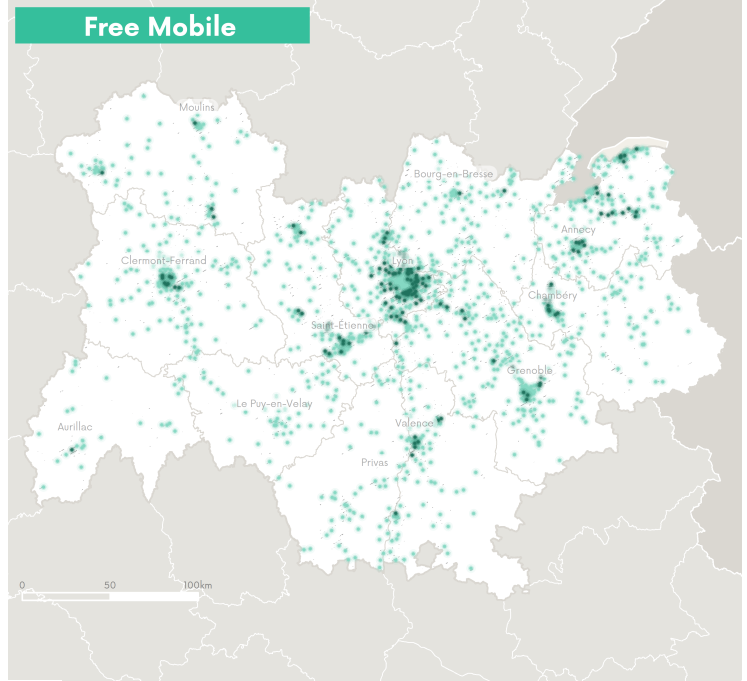 Free Mobile
Moulins
Bourg-en-Bresse
Annecy
Clermont-Ferrand
Lyon
Chambéry
Saint-Étienne
Grenoble
Le Puy-en-Velay
Aurillac
Valence
Privas
0 50 100km